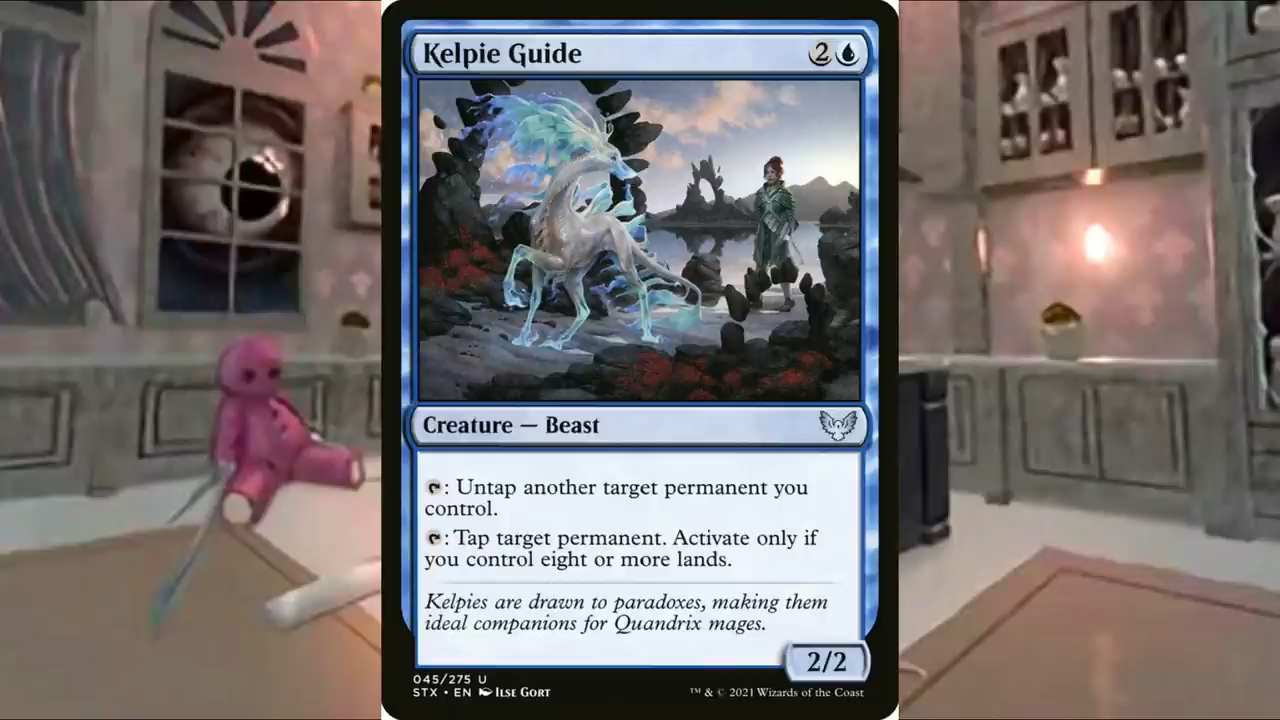 Kelpie Guide 2
Creature — Beast
: Untap another target permanent you
control.
: Tap target permanent. Activate only if
you control eight or more lands.
Kelpies are drawn to paradoxes, making them
ideal companions for Quandrix mages.
2/2
045/275 U
STX • EN Ilse Gort
™ & © 2021 Wizards of the Coast